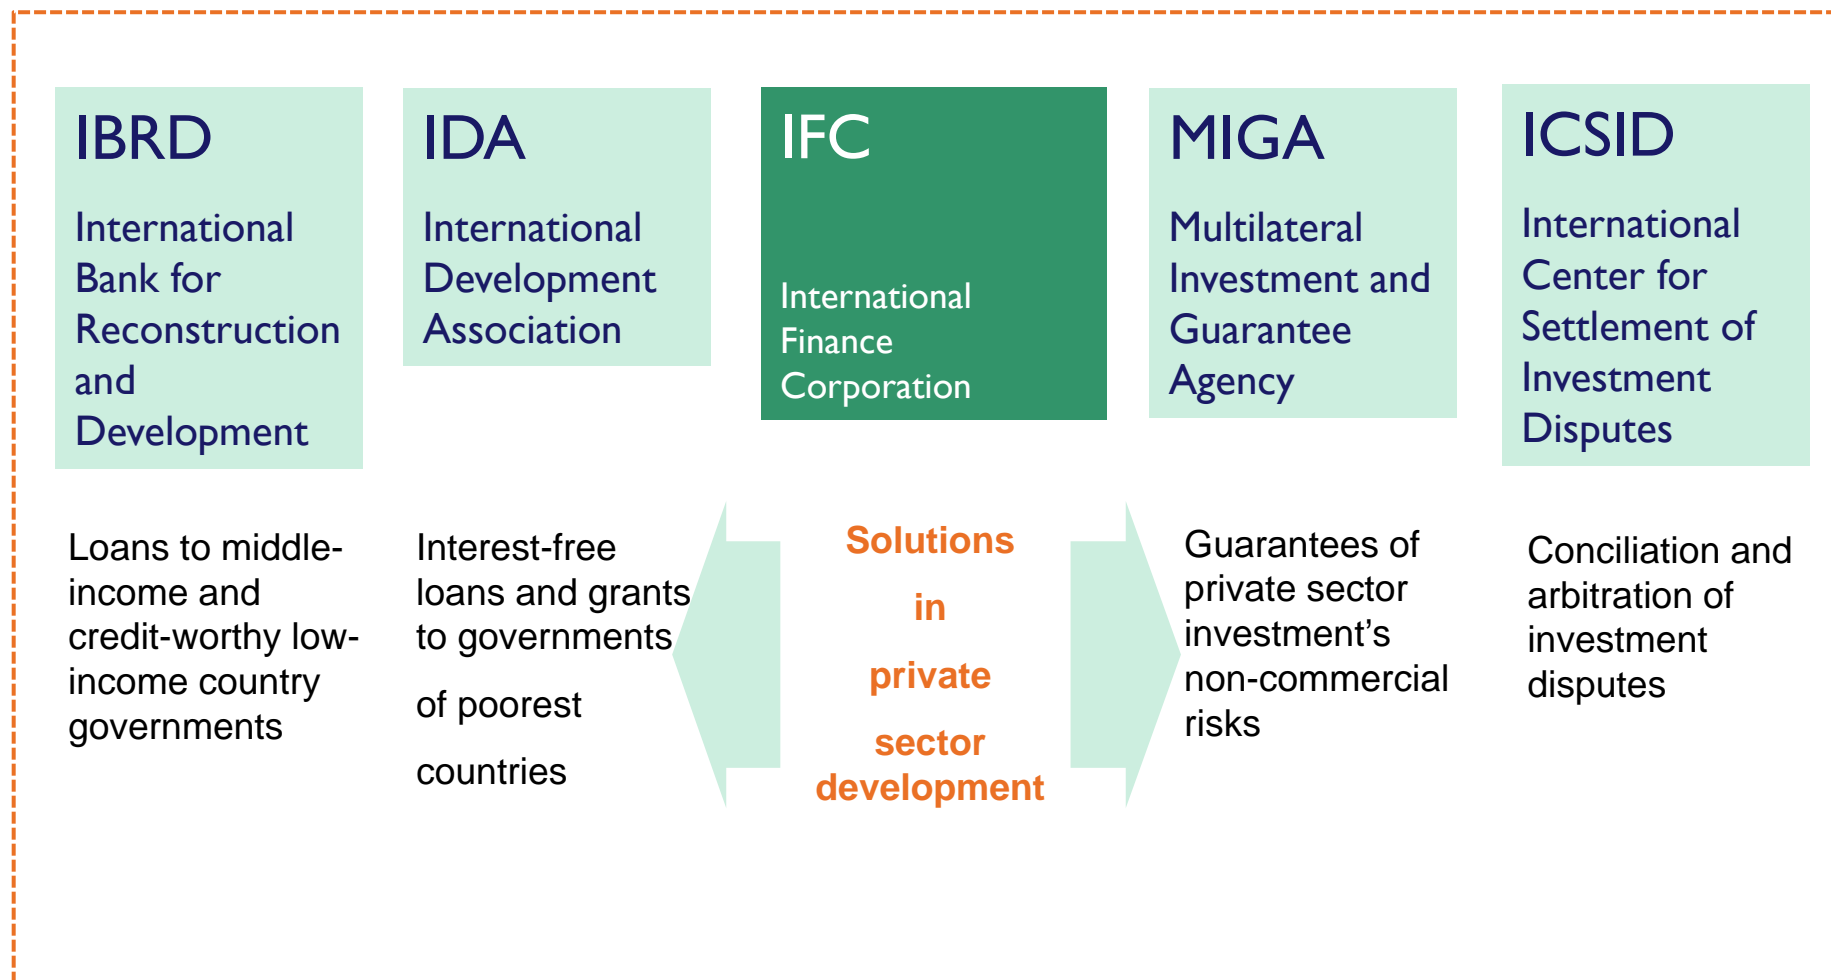 IBRD
International
Bank for
Reconstruction
and
Development
Loans to middle-
income and
credit-worthy low-
income country
governments
IDA
International
Development
Association
Interest-free
loans and grants
to governments
of poorest
countries
IFC
International
Finance
Corporation
Solutions
in
private
sector
development
MIGA
Multilateral
Investment and
Guarantee
Agency
Guarantees of
private sector
investment’s
non-commercial
risks
ICSID
International
Center for
Settlement of
Investment
Disputes
Conciliation and
arbitration of
investment
disputes